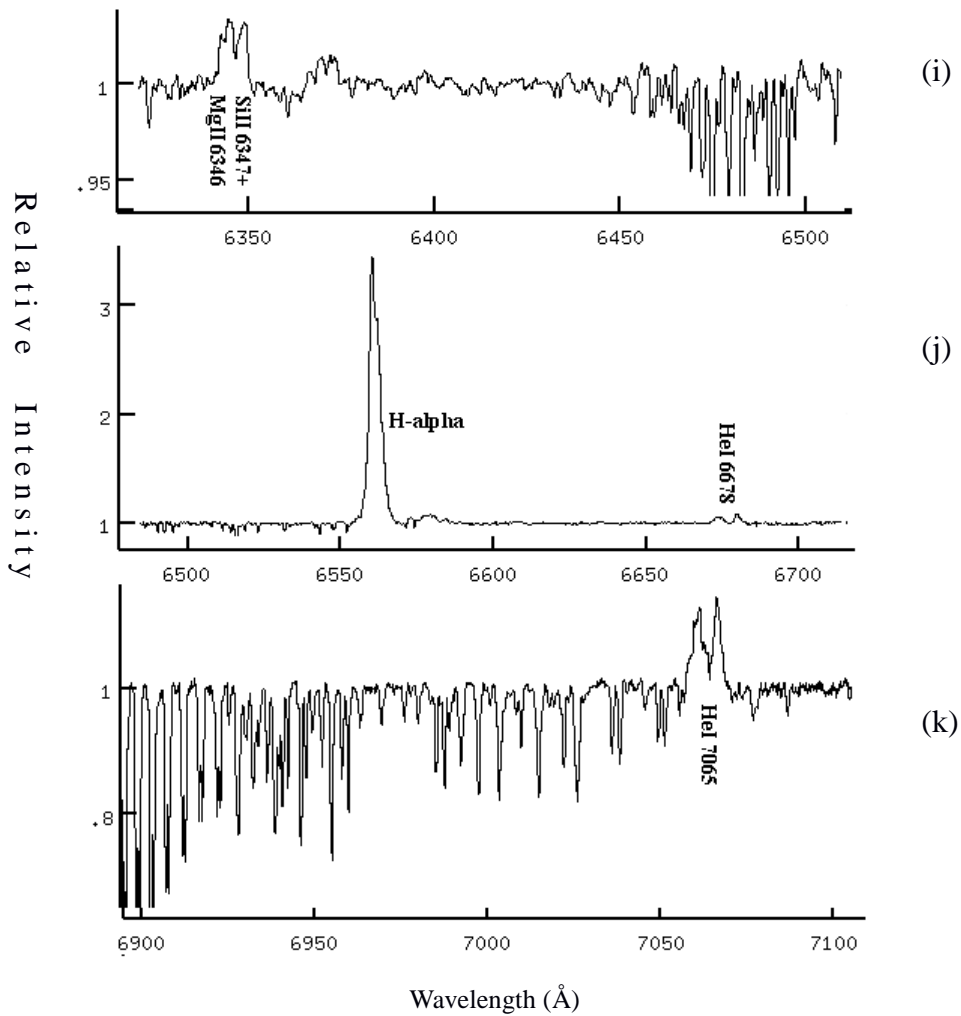 Relative Intensity
(i)
1
.95
MgII 6346
SiII 6347+
6350 6400 6450 6500
(j)
3
2
1
H-alpha
HeI 6678
6500 6550 6600 6650 6700
(k)
1
.8
HeI 7065
6900 6950 7000 7050 7100
Wavelength (Å)